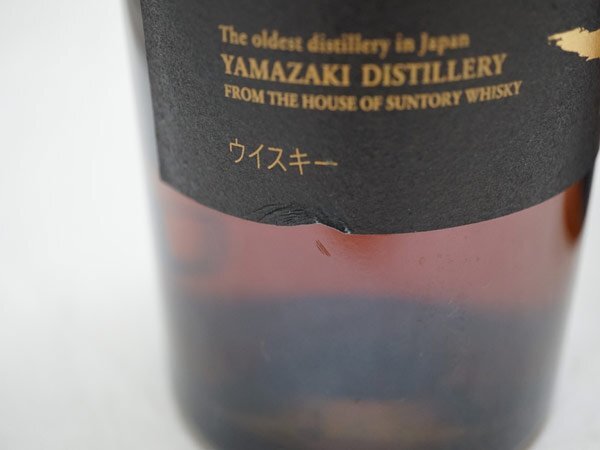 The oldest distillery in Japan
YAMAZAKI DISTILLERY
FROM THE HOUSE OF SUNTORY WHISKY
ウイスキー